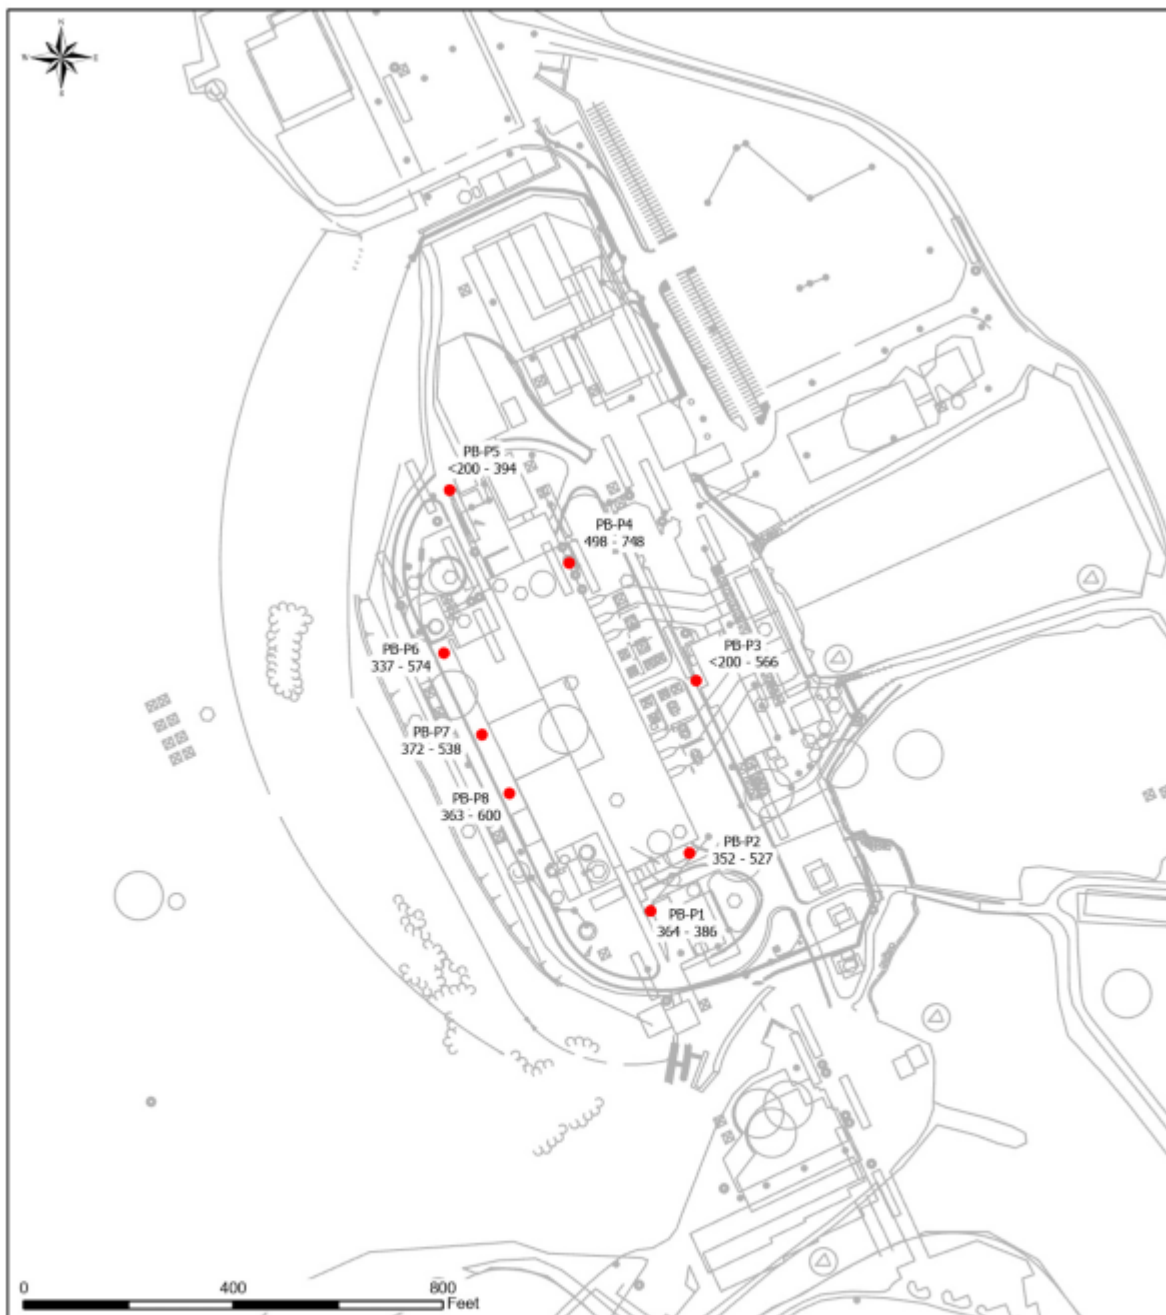 N
W E
S
PB-P5
<200 - 394
PB-P4
498 - 748
PB-P3
<200 - 566
PB-P6
337 - 574
PB-P7
372 - 538
PB-P8
363 - 600
PB-P2
352 - 527
PB-P1
364 - 386
0 400 800
Feet